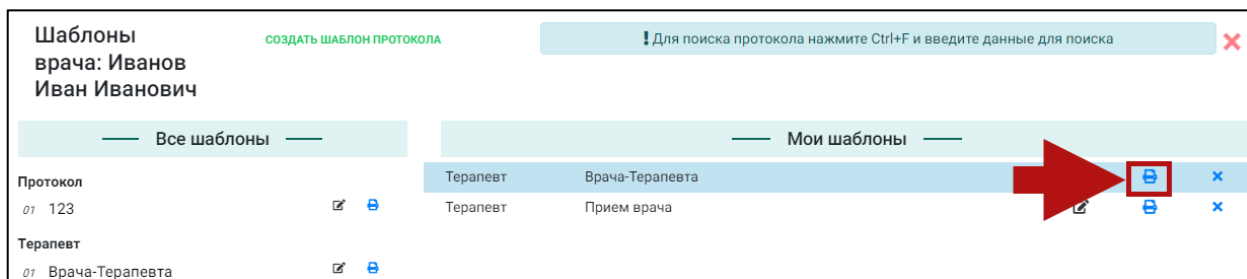 Шаблоны
врача: Иванов
Иван Иванович
СОЗДАТЬ ШАБЛОН ПРОТОКОЛА
! Для поиска протокола нажмите Ctrl+F и введите данные для поиска
Все шаблоны
Протокол
01 123
Терапевт
01 Врача-Терапевта
Мои шаблоны
Терапевт Врача-Терапевта
Терапевт Прием врача